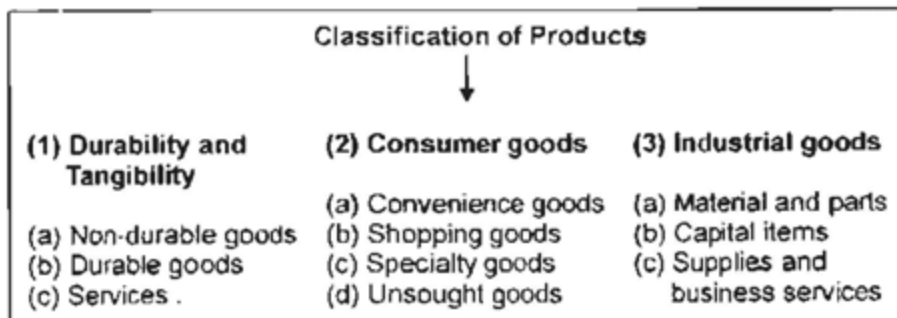 Classification of Products
(1) Durability and
Tangibility
(a) Non-durable goods
(b) Durable goods
(c) Services .
(2) Consumer goods
(a) Convenience goods
(b) Shopping goods
(c) Specialty goods
(d) Unsought goods
(3) Industrial goods
(a) Material and parts
(b) Capital items
(c) Supplies and
business services